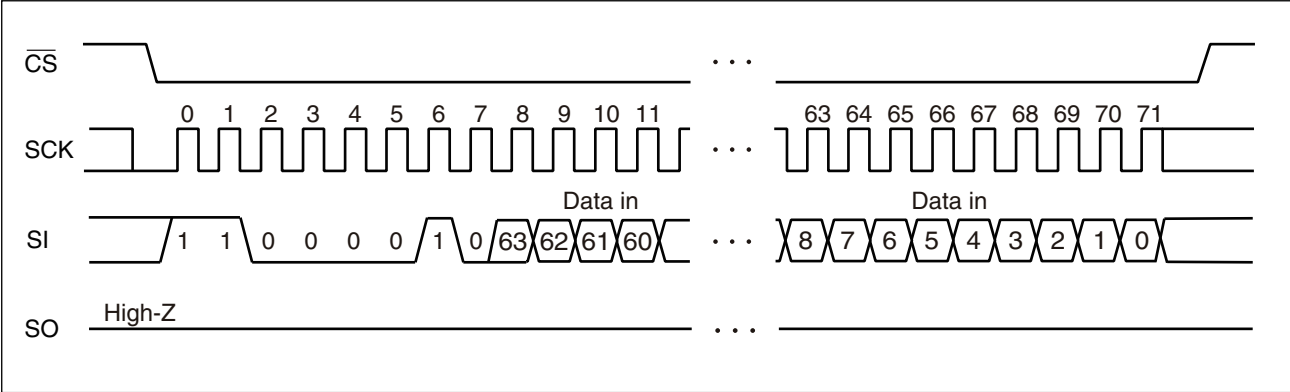 CS
0 1 2 3 4 5 6 7 8 9 10 11 63 64 65 66 67 68 69 70 71
SCK
Data in Data in
SI 1 1 0 0 0 0 1 0 63 62 61 60 8 7 6 5 4 3 2 1 0
High-Z
SO